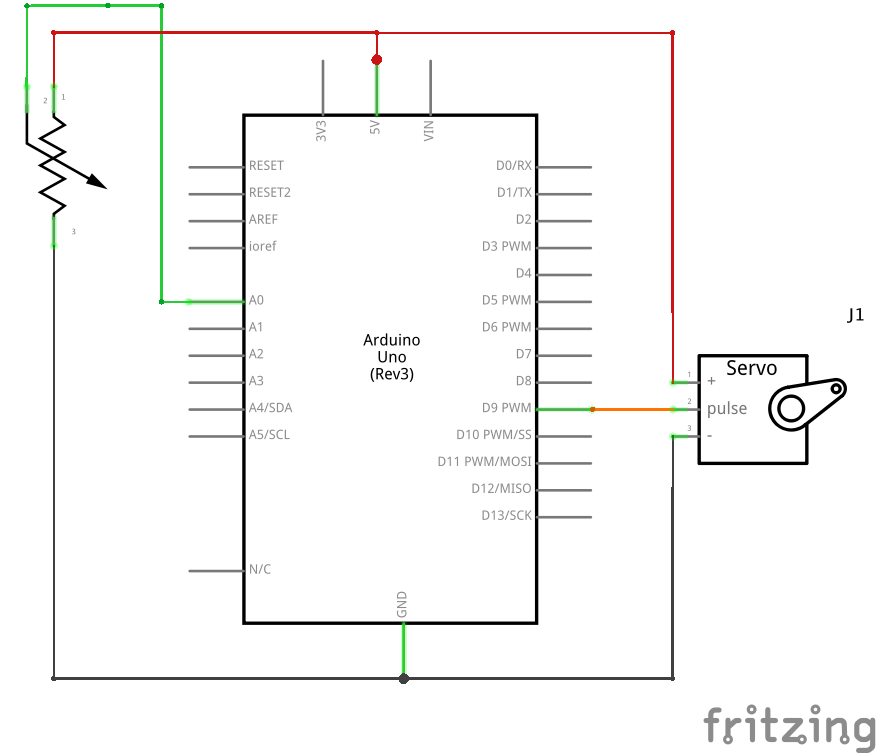 2 1
3
3V3
5V
VIN
RESET
RESET2
AREF
ioref
A0
A1
A2
A3
A4/SDA
A5/SCL
N/C
Arduino
Uno
(Rev3)
D0/RX
D1/TX
D2
D3 PWM
D4
D5 PWM
D6 PWM
D7
D8
D9 PWM
D10 PWM/SS
D11 PWM/MOSI
D12/MISO
D13/SCK
GND
J1
Servo
1 +
2 pulse
3 -
fritzing